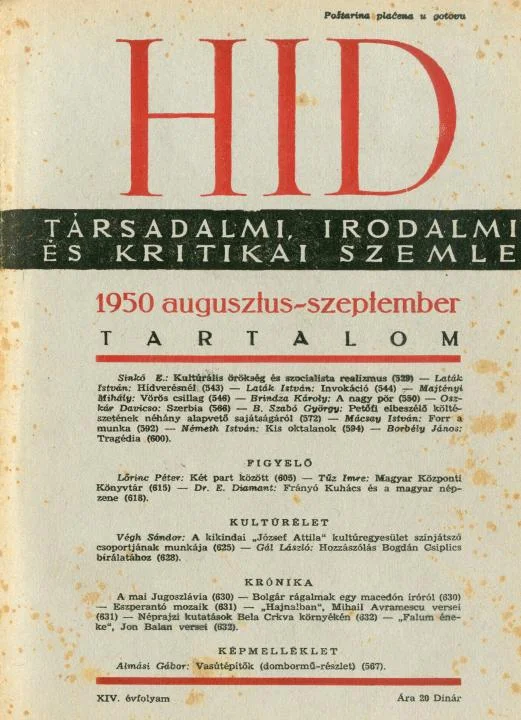 Poštarina plaćena u gotovu
HID
TÁRSADALMI, IRODALMI
ÉS KRITIKAI SZEMLE
1950 augusztus-szeptember
TARTALOM
Sinkó E.: Kultúrális örökség és szocialista realizmus (529) — Laták
István: Hídverésnél (543) — Laták István: Invokáció (544) — Majtényi
Mihály: Vörös csillag (546) — Brindza Károly: A nagy pör (550) — Osz-
kár Davicso: Szerbia (566) — B. Szabó György: Petőfi elbeszélő költé-
szetének néhány alapvető sajátságáról (572) — Mácsay István: Forr a
munka (592) — Németh István: Kis oktalanok (594) — Borbély János:
Tragédia (600).
FIGYELŐ
Lőrinc Péter: Két part között (605) — Tűz Imre: Magyar Központi
Könyvtár (615) — Dr. E. Diamant: Frányó Kuhács és a magyar nép-
zene (618).
KULTÚRÉLET
Végh Sándor: A kikindai „József Attila" kultúregyesület színjátszó
csoportjának munkája (625) — Gál László: Hozzászólás Bogdán Csiplics
bírálatához (628).
KRÓNIKA
A mai Jugoszlávia (630) — Bolgár rágalmak egy macedón íróról (630)
— Eszperantó mozaik (631) — „Hajnalban", Mihail Avramescu versei
(631) — Néprajzi kutatások Bela Crkva környékén (632) — „Falum éne-
ke", Jon Balan versei (632).
KÉPMELLÉKLET
Almási Gábor: Vasútépítők (dombormű-részlet) (567).
XIV. évfolyam
Ára 20 Dinár